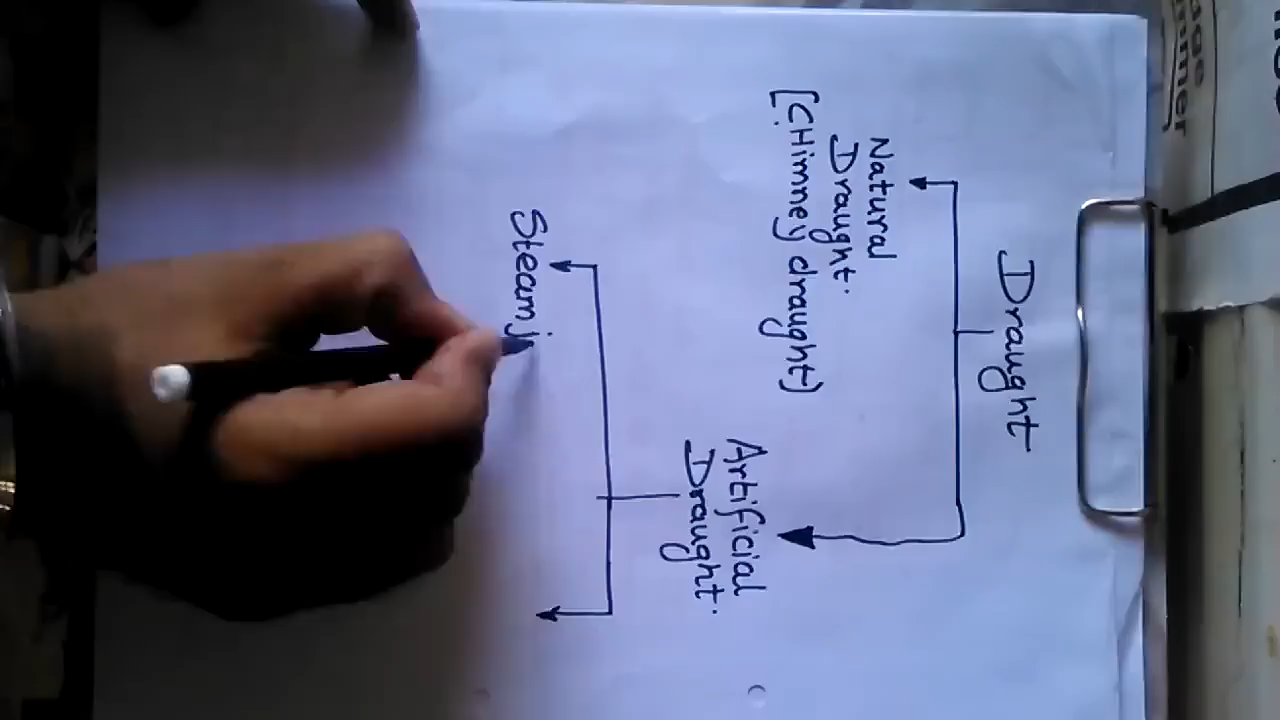 Draught
Natural
Draught.
[CHimney draught)
Artificial
Draught.
Steam j